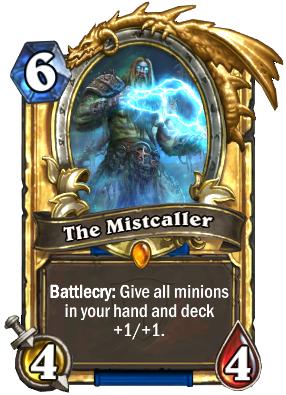 6
The Mistcaller
Battlecry: Give all minions
in your hand and deck
+1/+1.
4
4